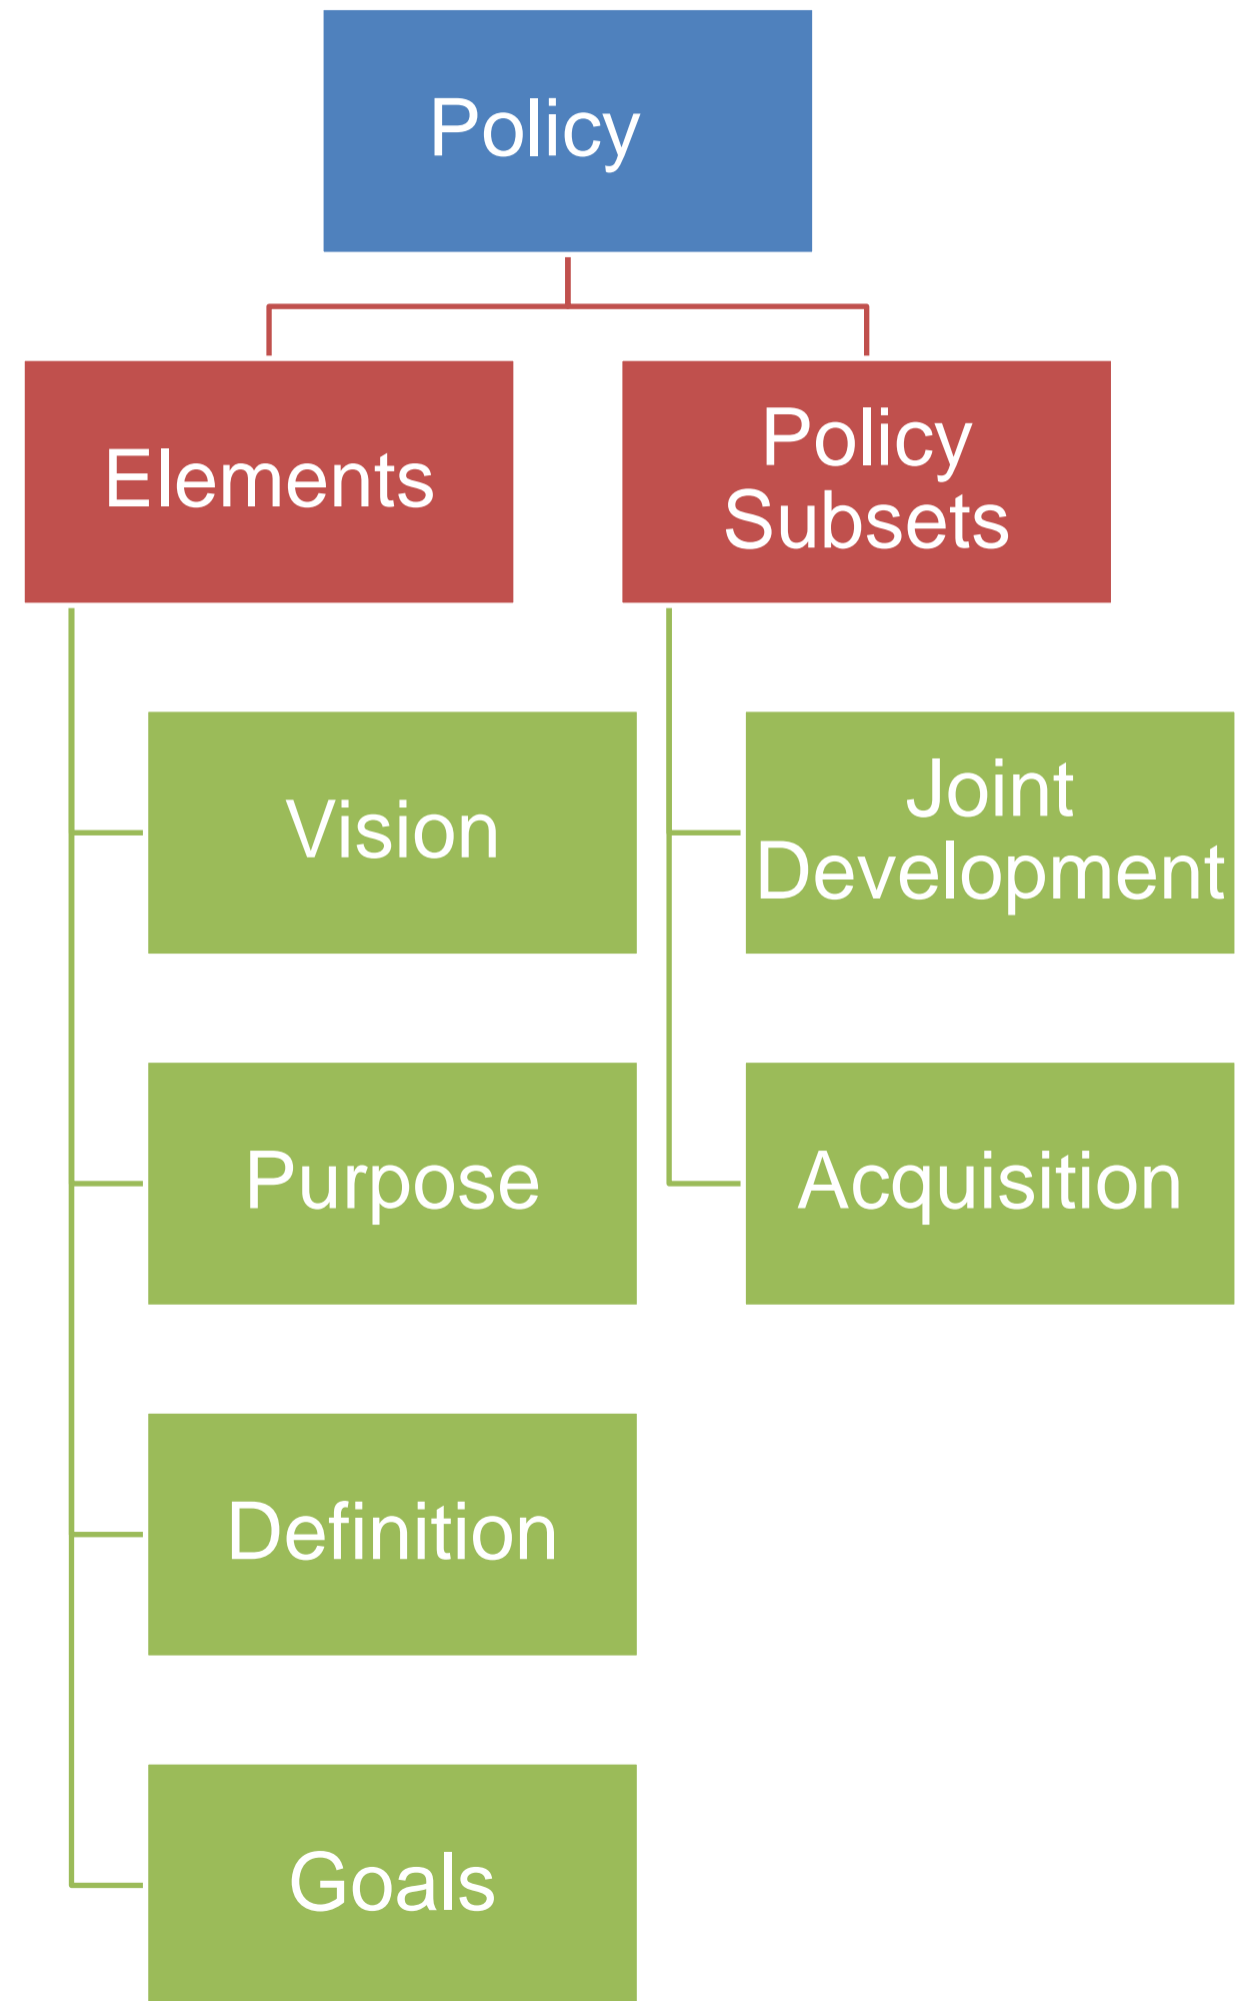 Policy
Elements
Policy
Subsets
Vision
Joint
Development
Purpose
Acquisition
Definition
Goals